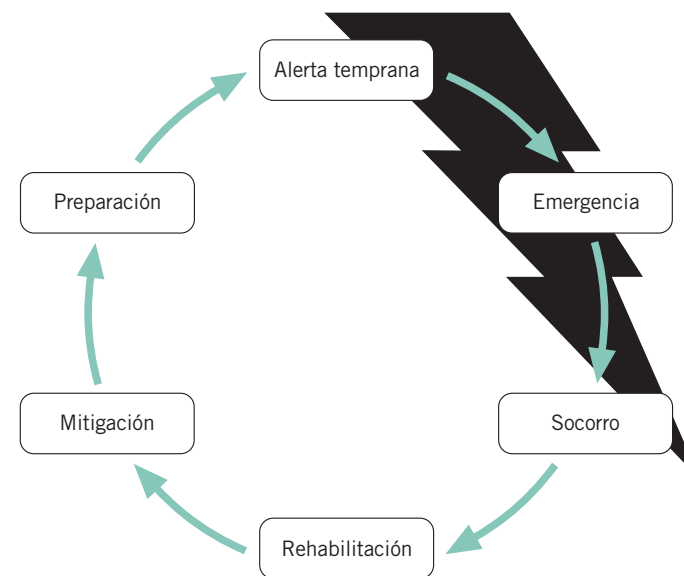 Alerta temprana
Preparación
Emergencia
Mitigación
Socorro
Rehabilitación